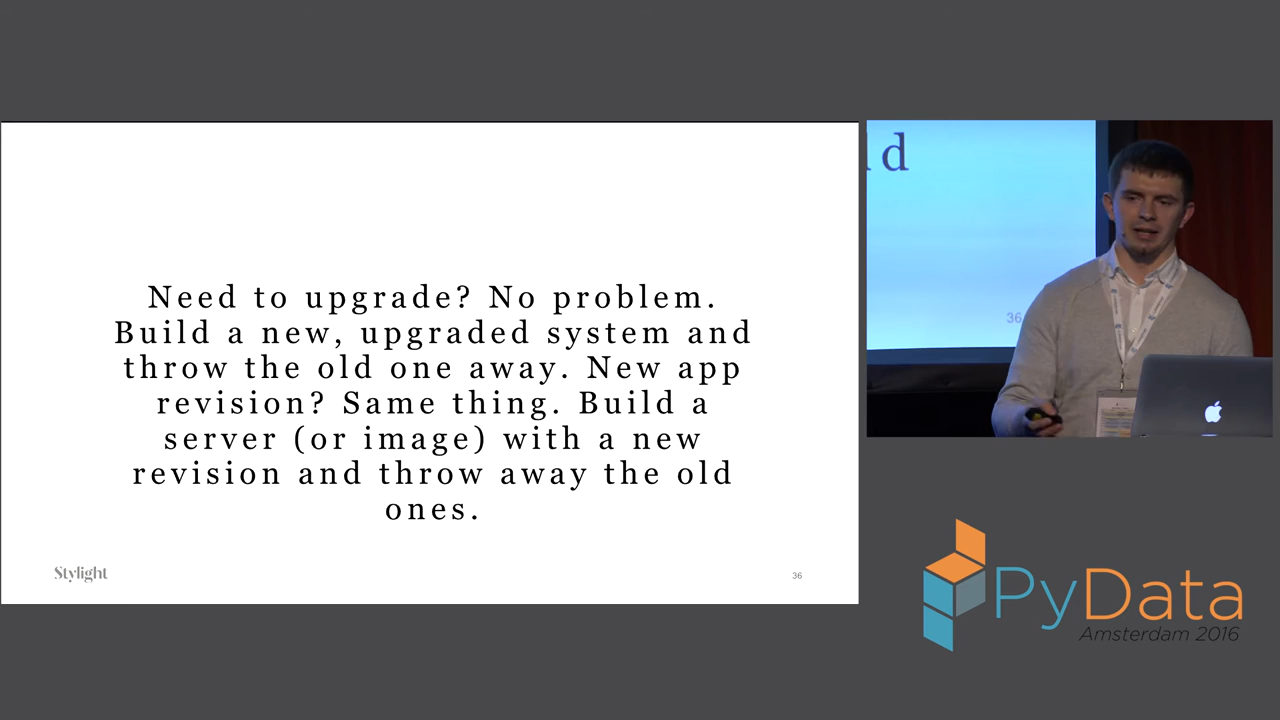 Need to upgrade? No problem.
Build a new, upgraded system and
throw the old one away. New app
revision? Same thing. Build a
server (or image) with a new
revision and throw away the old
ones.
Stylight
36
d
36
PyData
Amsterdam 2016